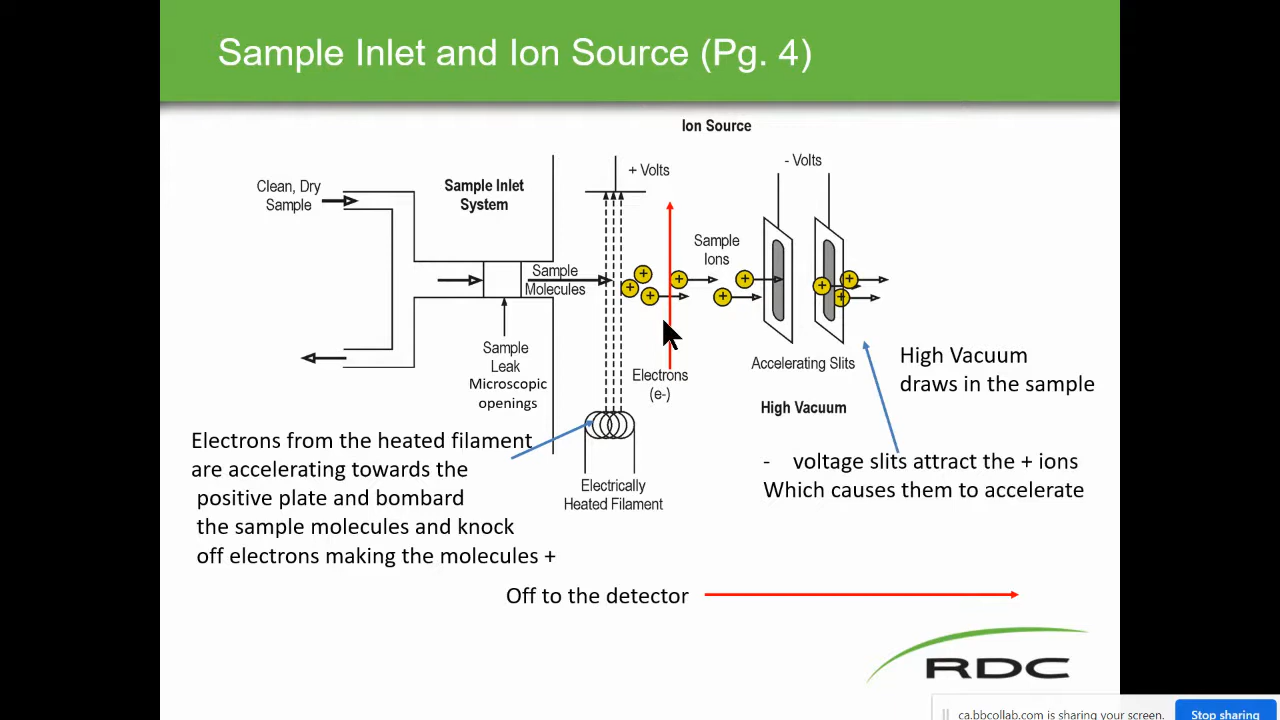 Sample Inlet and Ion Source (Pg. 4)
Ion Source
Clean, Dry
Sample
Sample Inlet
System
+ Volts
- Volts
Sample
Ions
Sample
Molecules
+
+
+
+
+
+
+
+
+
Sample
Leak
Microscopic
openings
Electrons
(e-)
Accelerating Slits
High Vacuum
High Vacuum
draws in the sample
Electrons from the heated filament
are accelerating towards the
positive plate and bombard
the sample molecules and knock
off electrons making the molecules +
Electrically
Heated Filament
- voltage slits attract the + ions
Which causes them to accelerate
Off to the detector
RDC
ca.bbcollab.com is sharing your screen.
Stop sharing